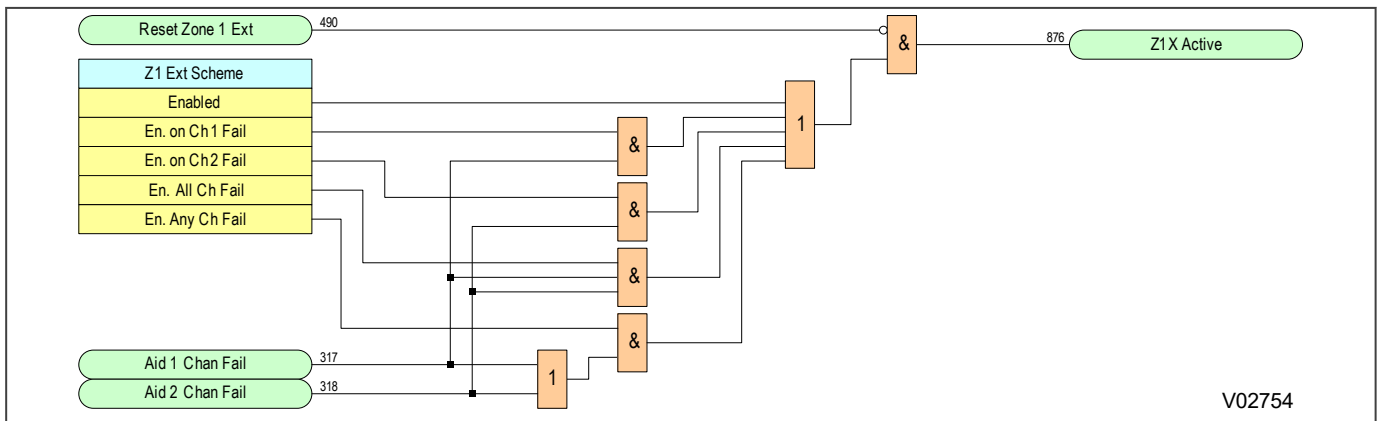 Reset Zone 1 Ext
490
&
876
Z1X Active
Z1 Ext Scheme
Enabled
En. on Ch1 Fail
En. on Ch2 Fail
En. All Ch Fail
En. Any Ch Fail
1
&
&
&
&
Aid 1 Chan Fail
317
Aid 2 Chan Fail
318
1
V02754